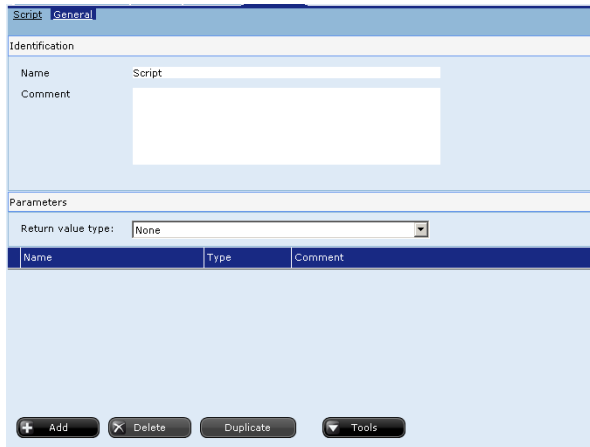 Script General
Identification
Name Script
Comment
Parameters
Return value type: None
Name Type Comment
Add Delete Duplicate Tools